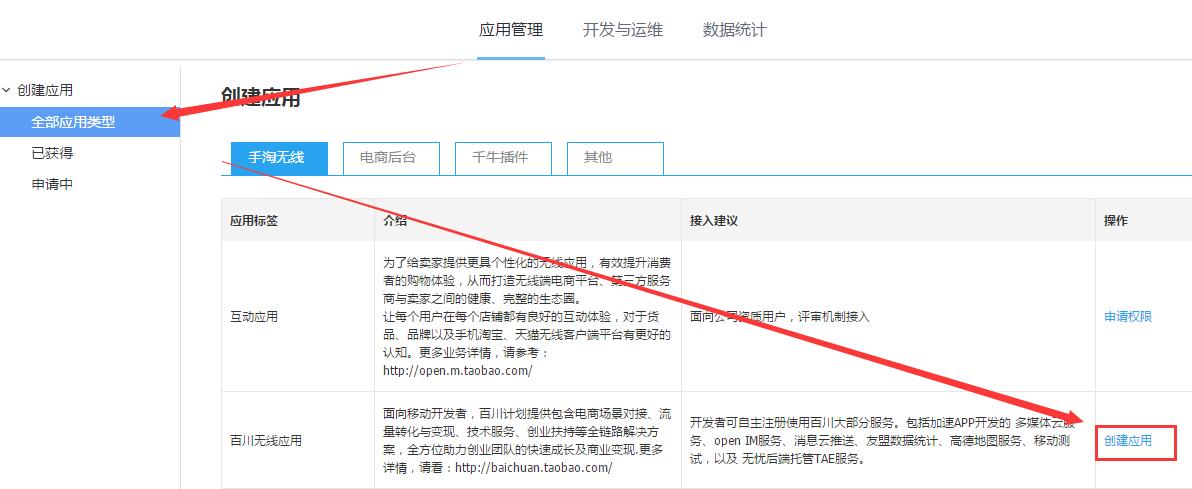 应用管理 开发与运维 数据统计
创建应用
全部应用类型
已获得
申请中
创建应用
手淘无线 电商后台 千牛插件 其他
应用标签 介绍 接入建议 操作
互动应用
为了给卖家提供更具个性化的无线应用，有效提升消费
者的购物体验，从而打造无线端电商平台、第三方服务
商与卖家之间的健康、完整的生态圈。
让每个用户在每个店铺都有良好的互动体验，对于货
品、品牌以及手机淘宝、天猫无线客户端平台有更好的
认知。更多业务详情，请参考：
http://open.m.taobao.com/
面向公司资质用户，评审机制接入
申请权限
百川无线应用
面向移动开发者，百川计划提供包含电商场景对接、流
量转化与变现、技术服务、创业扶持等全链路解决方
案，全方位助力创业团队的快速成长及商业变现.更多
详情，请看：http://baichuan.taobao.com/
开发者可自主注册使用百川大部分服务。包括加速APP开发的 多媒体云服
务、open IM服务、消息云推送、友盟数据统计、高德地图服务、移动测
试，以及 无忧后端托管TAE服务。
创建应用